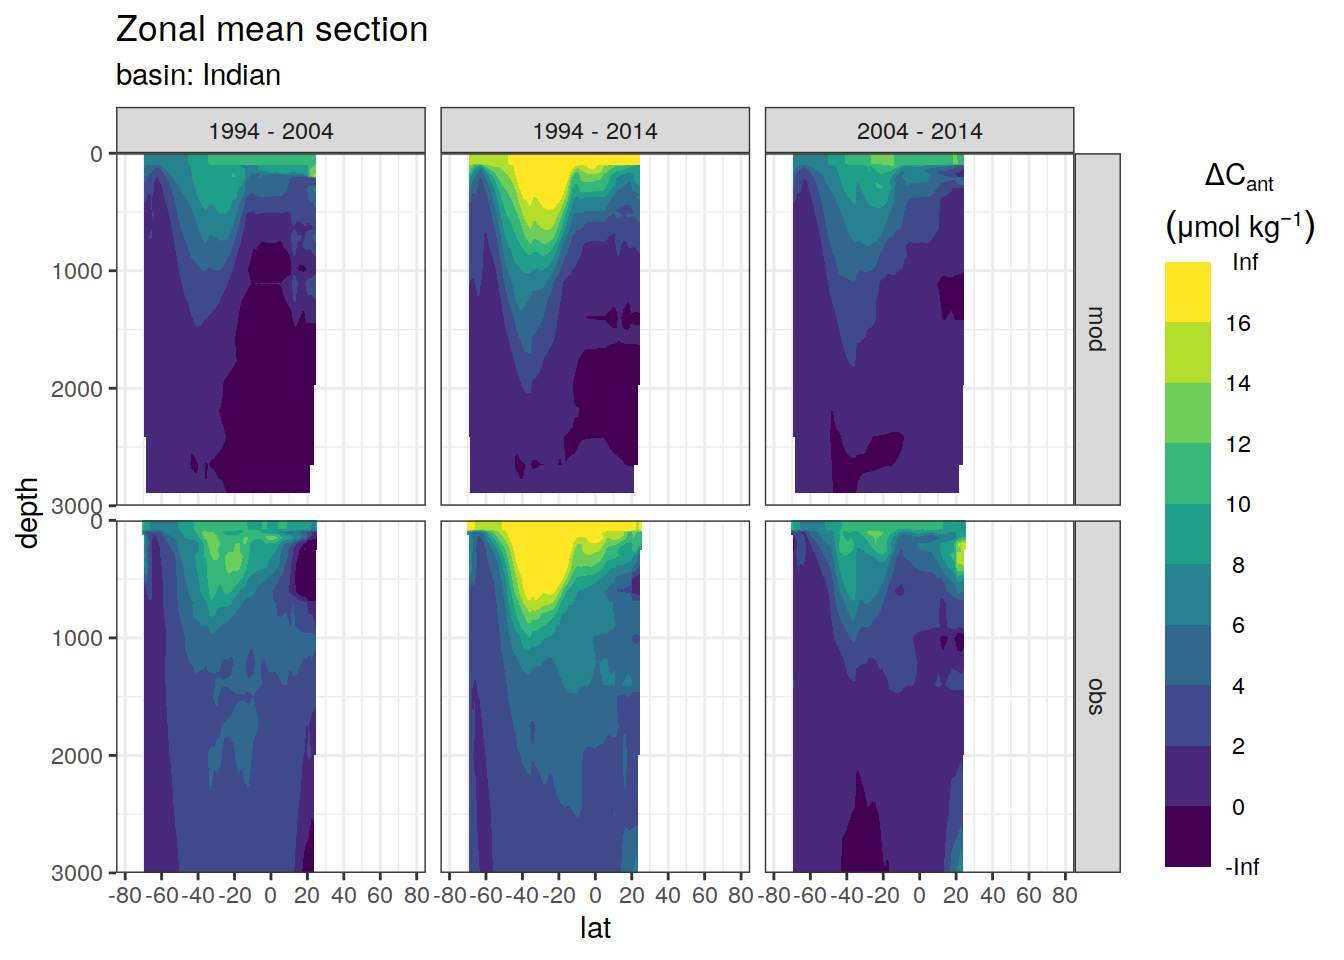 Zonal mean section
basin: Indian
1994 - 2004
1994 - 2014
2004 - 2014
0
1000
2000
3000
mod
0
1000
2000
3000
obs
depth
-80 -60 -40 -20 0 20 40 60 80
-80 -60 -40 -20 0 20 40 60 80
-80 -60 -40 -20 0 20 40 60 80
lat
ΔCant
(μmol kg⁻¹)
Inf
16
14
12
10
8
6
4
2
0
-Inf